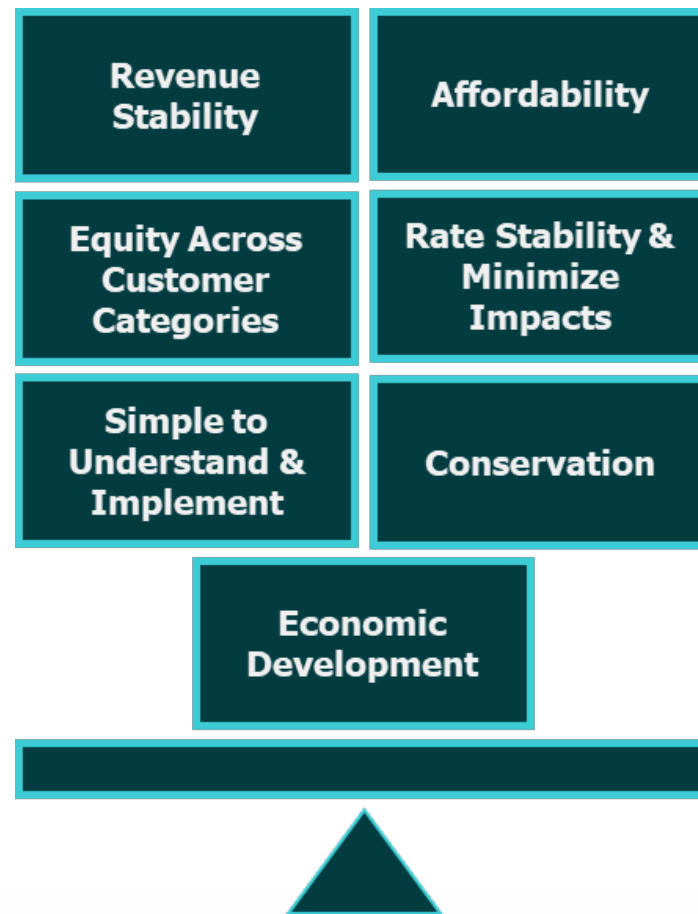 Revenue
Stability
Affordability
Equity Across
Customer
Categories
Rate Stability &
Minimize
Impacts
Simple to
Understand &
Implement
Conservation
Economic
Development